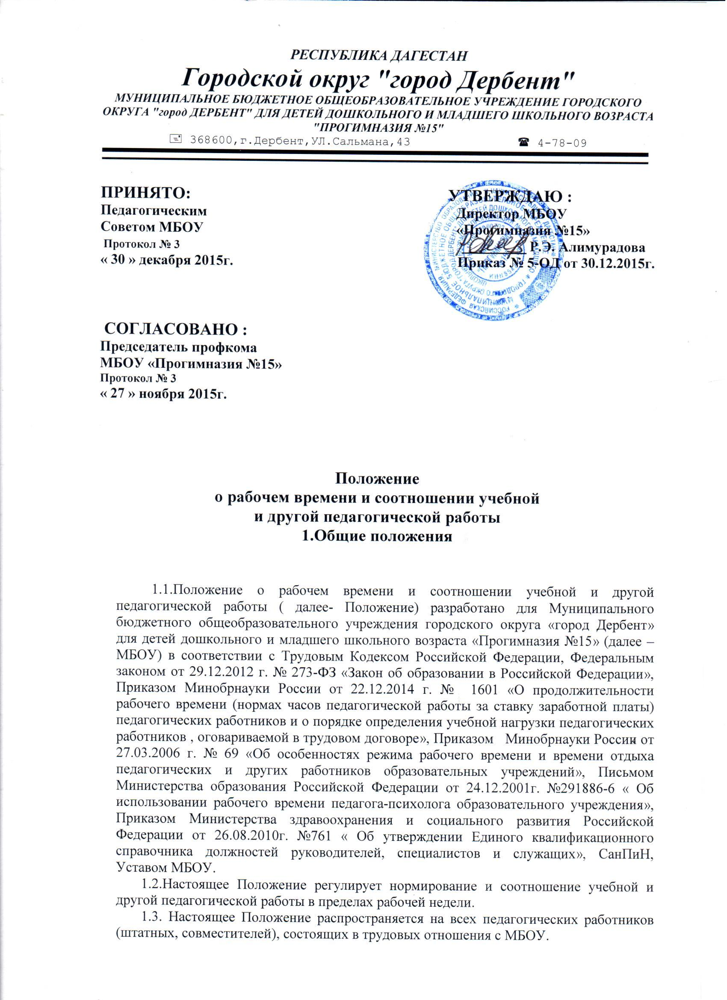 РЕСПУБЛИКА ДАГЕСТАН
Городской округ "город Дербент"
МУНИЦИПАЛЬНОЕ БЮДЖЕТНОЕ ОБЩЕОБРАЗОВАТЕЛЬНОЕ УЧРЕЖДЕНИЕ ГОРОДСКОГО
ОКРУГА "город ДЕРБЕНТ" ДЛЯ ДЕТЕЙ ДОШКОЛЬНОГО И МЛАДШЕГО ШКОЛЬНОГО ВОЗРАСТА
"ПРОГИМНАЗИЯ №15"
368600,г.Дербент,УЛ.Сальмана,43 ☎ 4-78-09
ПРИНЯТО:
Педагогическим
Советом МБОУ
Протокол № 3
« 30 » декабря 2015г.
УТВЕРЖДАЮ :
Директор МБОУ
«Прогимназия №15»
Р.Э. Алимурадова
Приказ № 5-ОД от 30.12.2015г.
СОГЛАСОВАНО :
Председатель профкома
МБОУ «Прогимназия №15»
Протокол № 3
« 27 » ноября 2015г.
Положение
о рабочем времени и соотношении учебной
и другой педагогической работы
1.Общие положения
1.1.Положение о рабочем времени и соотношении учебной и другой
педагогической работы ( далее- Положение) разработано для Муниципального
бюджетного общеобразовательного учреждения городского округа «город Дербент»
для детей дошкольного и младшего школьного возраста «Прогимназия №15» (далее –
МБОУ) в соответствии с Трудовым Кодексом Российской Федерации, Федеральным
законом от 29.12.2012 г. № 273-ФЗ «Закон об образовании в Российской Федерации»,
Приказом Минобрнауки России от 22.12.2014 г. № 1601 «О продолжительности
рабочего времени (нормах часов педагогической работы за ставку заработной платы)
педагогических работников и о порядке определения учебной нагрузки педагогических
работников , оговариваемой в трудовом договоре», Приказом Минобрнауки России от
27.03.2006 г. № 69 «Об особенностях режима рабочего времени и времени отдыха
педагогических и других работников образовательных учреждений», Письмом
Министерства образования Российской Федерации от 24.12.2001г. №291886-6 « Об
использовании рабочего времени педагога-психолога образовательного учреждения»,
Приказом Министерства здравоохранения и социального развития Российской
Федерации от 26.08.2010г. №761 « Об утверждении Единого квалификационного
справочника должностей руководителей, специалистов и служащих», СанПиН,
Уставом МБОУ.
1.2.Настоящее Положение регулирует нормирование и соотношение учебной и
другой педагогической работы в пределах рабочей недели.
1.3. Настоящее Положение распространяется на всех педагогических работников
(штатных, совместителей), состоящих в трудовых отношения с МБОУ.